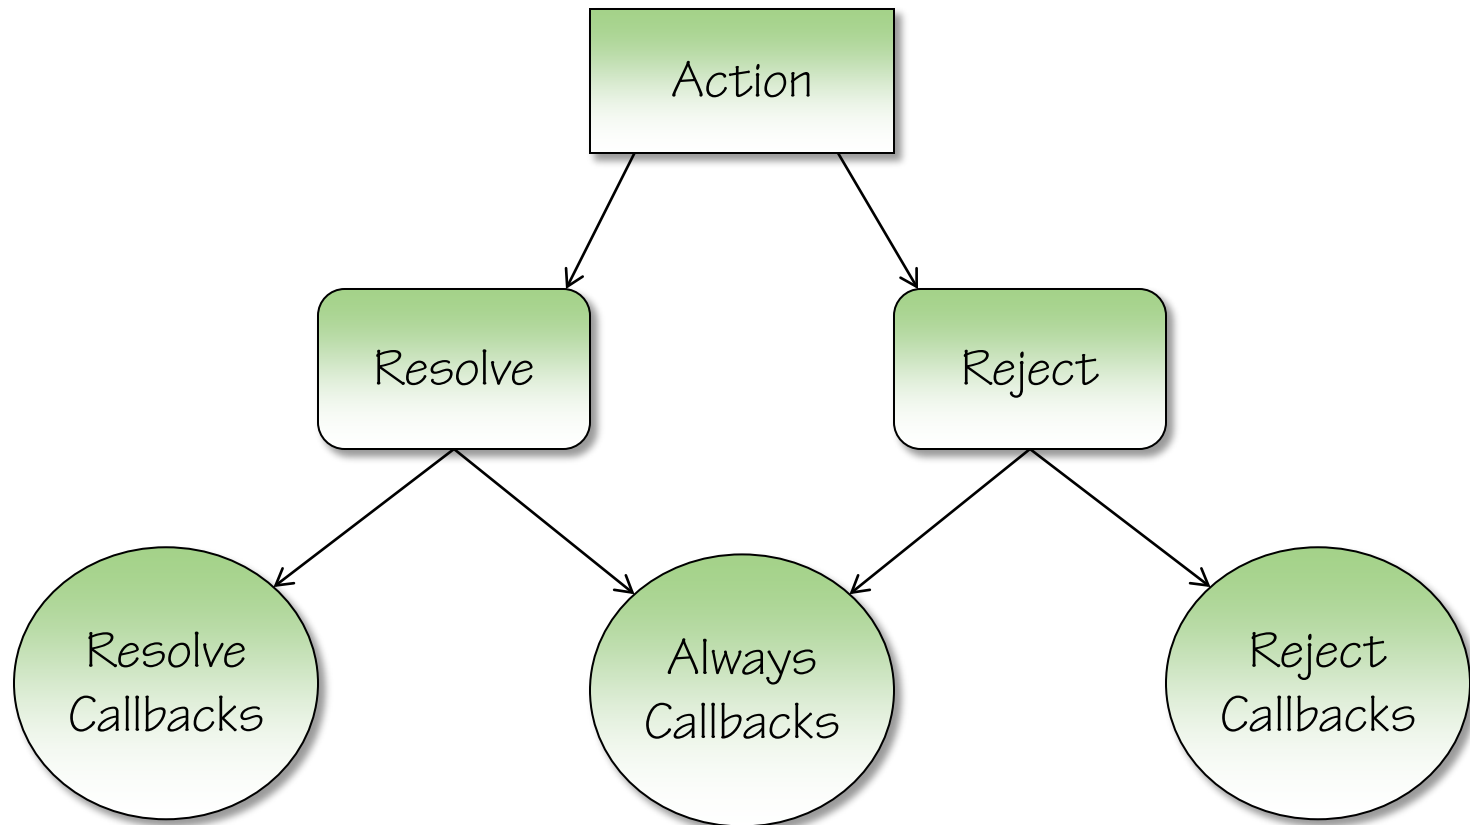 Action
Resolve
Reject
Resolve
Callbacks
Always
Callbacks
Reject
Callbacks